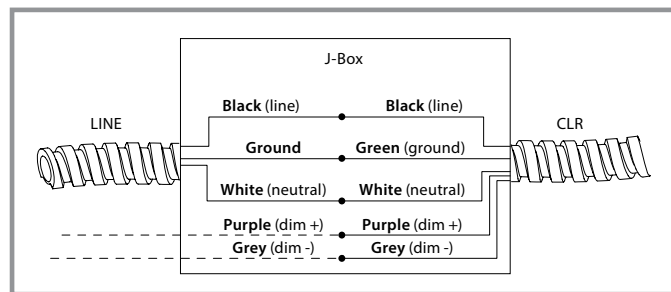 J-Box
LINE
CLR
Black (line) Black (line)
Ground Green (ground)
White (neutral) White (neutral)
Purple (dim +) Purple (dim +)
Grey (dim -) Grey (dim -)